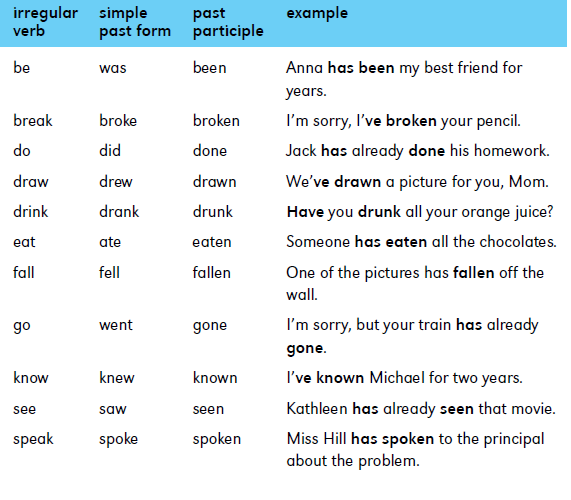 irregular verb simple past form past participle example
be was been Anna has been my best friend for
years.
break broke broken I'm sorry, I've broken your pencil.
do did done Jack has already done his homework.
draw drew drawn We've drawn a picture for you, Mom.
drink drank drunk Have you drunk all your orange juice?
eat ate eaten Someone has eaten all the chocolates.
fall fell fallen One of the pictures has fallen off the
wall.
go went gone I'm sorry, but your train has already
gone.
know knew known I've known Michael for two years.
see saw seen Kathleen has already seen that movie.
speak spoke spoken Miss Hill has spoken to the principal
about the problem.